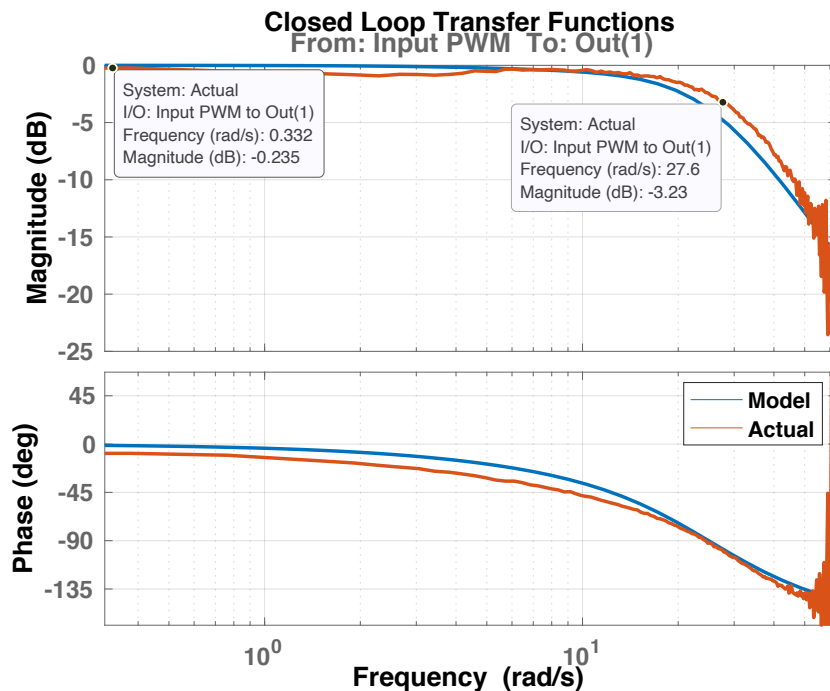 Closed Loop Transfer Functions
From: Input PWM To: Out(1)
Magnitude (dB)
0
-5
-10
-15
-20
-25
System: Actual
I/O: Input PWM to Out(1)
Frequency (rad/s): 0.332
Magnitude (dB): -0.235
System: Actual
I/O: Input PWM to Out(1)
Frequency (rad/s): 27.6
Magnitude (dB): -3.23
Phase (deg)
45
0
-45
-90
-135
Model
Actual
10^0
10^1
Frequency (rad/s)